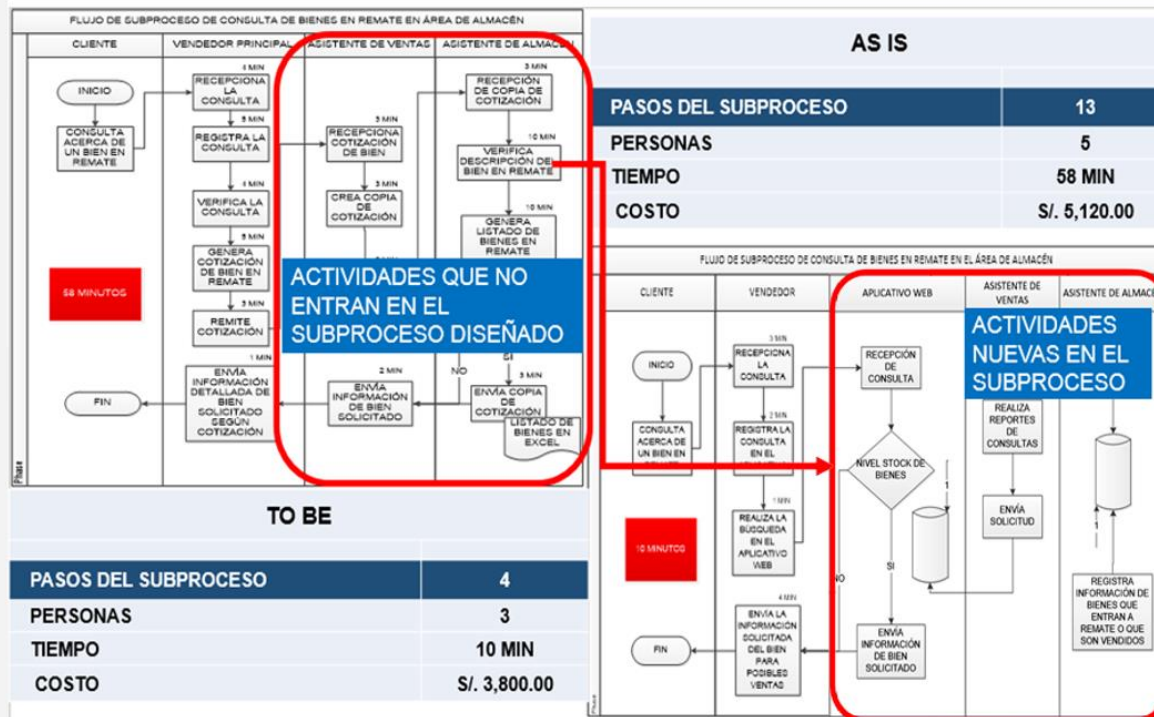 FLUJO DE SUBPROCESO DE CONSULTA DE BIENES EN REMATE EN ÁREA DE ALMACÉN
CLIENTE
VENDEDOR PRINCIPAL
ASISTENTE DE VENTAS
ASISTENTE DE ALMACÉN
INICIO
CONSULTA
ACERCA DE
UN BIEN EN
REMATE
58 MINUTOS
FIN
4 MIN
RECEPCIONA
LA
CONSULTA
5 MIN
REGISTRA LA
CONSULTA
4 MIN
VERIFICA LA
CONSULTA
GENERA
COTIZACIÓN
DE BIEN EN
REMATE
3 MIN
REMITE
COTIZACIÓN
1 MIN
ENVÍA
INFORMACIÓN
DETALLADA DE
BIEN
SOLICITADO
SEGÚN
COTIZACIÓN
3 MIN
RECEPCIONA
COTIZACIÓN
DE BIEN
3 MIN
CREA COPIA
DE
COTIZACIÓN
2 MIN
ENVÍA
INFORMACIÓN
DE BIEN
SOLICITADO
3 MIN
RECEPCIÓN
DE COPIA DE
COTIZACIÓN
10 MIN
VERIFICA
DESCRIPCIÓN DE
BIEN EN REMATE
10 MIN
GENERA
LISTADO DE
BIENES EN
REMATE
ACTIVIDADES QUE NO
ENTRAN EN EL
SUBPROCESO DISEÑADO
NO
SI
3 MIN
ENVÍA COPIA
DE
COTIZACIÓN
LISTADO DE
BIENES EN
EXCEL
Phase
AS IS
PASOS DEL SUBPROCESO 13
PERSONAS 5
TIEMPO 58 MIN
COSTO S/. 5,120.00
TO BE
PASOS DEL SUBPROCESO 4
PERSONAS 3
TIEMPO 10 MIN
COSTO S/. 3,800.00
FLUJO DE SUBPROCESO DE CONSULTA DE BIENES EN REMATE EN EL ÁREA DE ALMACÉN
CLIENTE
VENDEDOR
APLICATIVO WEB
ASISTENTE DE
VENTAS
ASISTENTE DE ALMACE
INICIO
CONSULTA
ACERCA DE
UN BIEN EN
10 MINUTOS
FIN
3 MIN
RECEPCIONA
LA
CONSULTA
2 MIN
REGISTRA LA
CONSULTA
EN EL
1 MIN
REALIZA LA
BÚSQUEDA
EN EL
APLICATIVO
WEB
4 MIN
ENVÍA LA
INFORMACIÓN
SOLICITADA
DEL BIEN
PARA
POSIBLES
VENTAS
RECEPCIÓN
DE
CONSULTA
NIVEL STOCK DE
BIENES
NO
SI
1
ENVÍA
INFORMACIÓN
DE BIEN
SOLICITADO
ACTIVIDADES
NUEVAS EN EL
SUBPROCESO
REALIZA
REPORTES
DE
CONSULTAS
ENVÍA
SOLICITUD
1
REGISTRA
INFORMACIÓN DE
BIENES QUE
ENTRAN A
REMATE O QUE
SON VENDIDOS
Phase